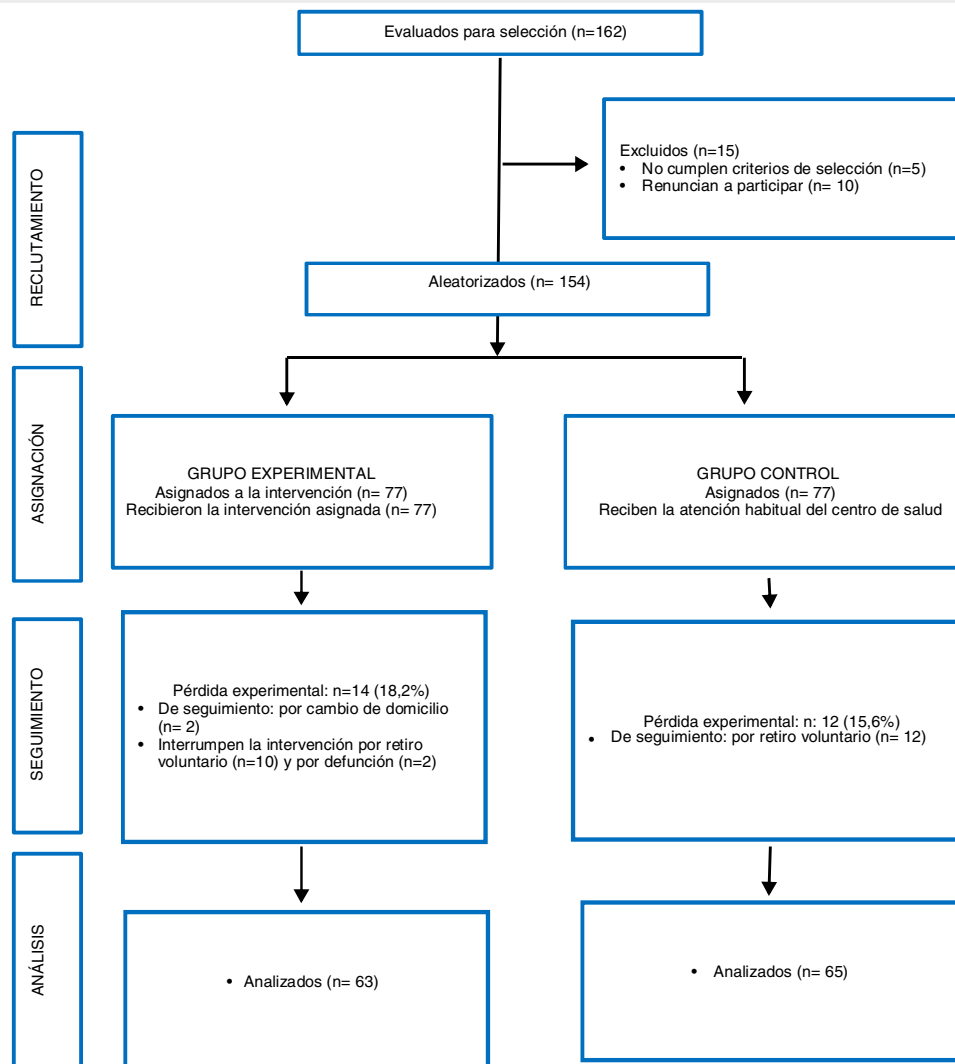 Evaluados para selección (n=162)
RECLUTAMIENTO
Excluidos (n=15)
• No cumplen criterios de selección (n=5)
• Renuncian a participar (n= 10)
Aleatorizados (n= 154)
ASIGNACIÓN
GRUPO EXPERIMENTAL
Asignados a la intervención (n= 77)
Recibieron la intervención asignada (n= 77)
GRUPO CONTROL
Asignados (n= 77)
Reciben la atención habitual del centro de salud
SEGUIMIENTO
Pérdida experimental: n=14 (18,2%)
• De seguimiento: por cambio de domicilio
(n= 2)
• Interrumpen la intervención por retiro
voluntario (n=10) y por defunción (n=2)
Pérdida experimental: n: 12 (15,6%)
• De seguimiento: por retiro voluntario (n= 12)
ANÁLISIS
• Analizados (n= 63)
• Analizados (n= 65)